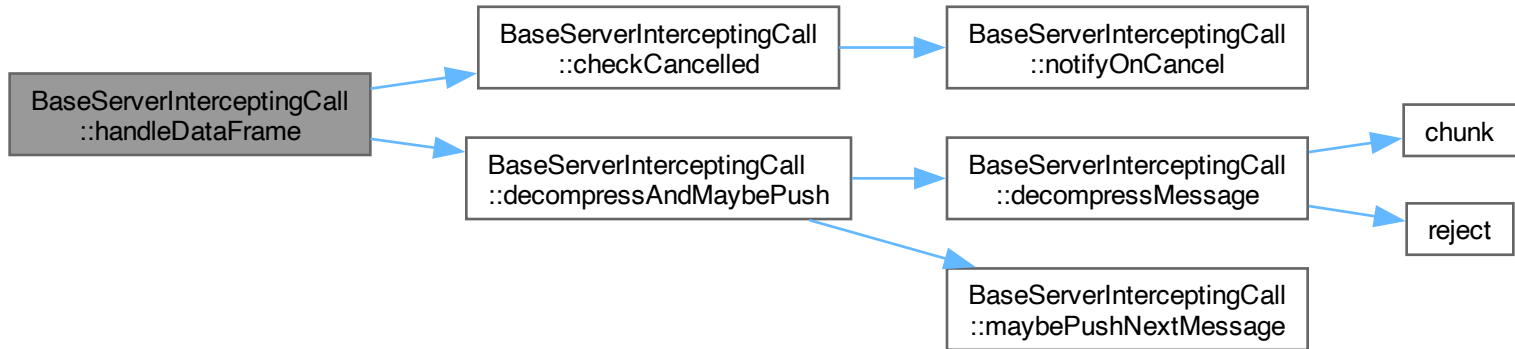 BaseServerInterceptingCall
::handleDataFrame
BaseServerInterceptingCall
::checkCancelled
BaseServerInterceptingCall
::notifyOnCancel
BaseServerInterceptingCall
::decompressAndMaybePush
BaseServerInterceptingCall
::decompressMessage
chunk
reject
BaseServerInterceptingCall
::maybePushNextMessage